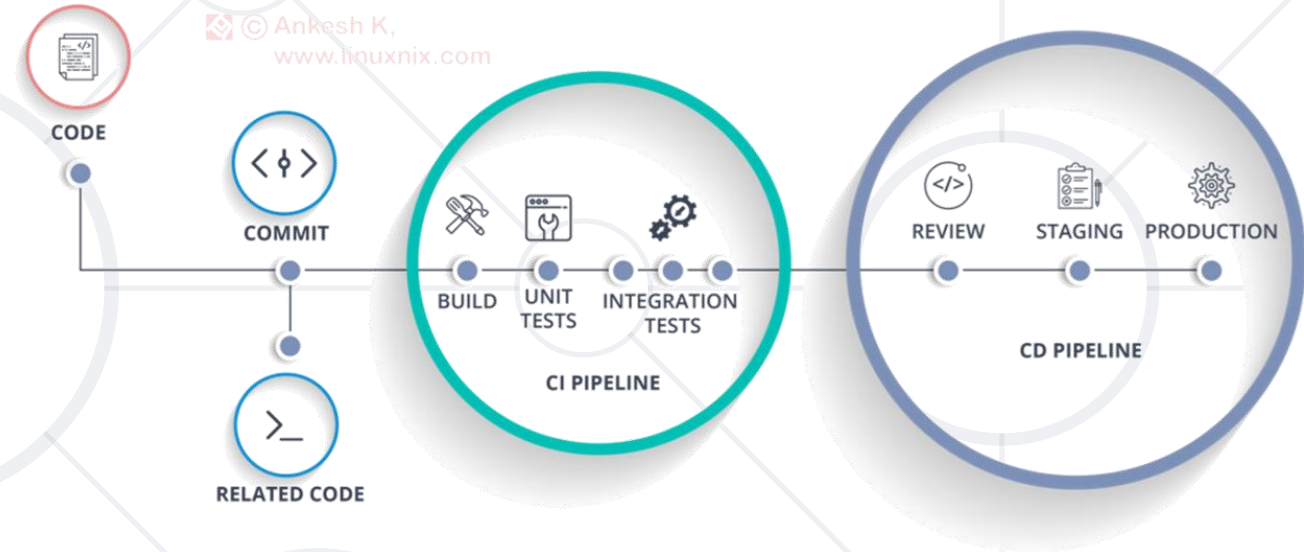 © Ankesh K,
www.linuxnix.com
CODE
COMMIT
RELATED CODE
BUILD
UNIT
TESTS
INTEGRATION
TESTS
CI PIPELINE
REVIEW
STAGING
PRODUCTION
CD PIPELINE